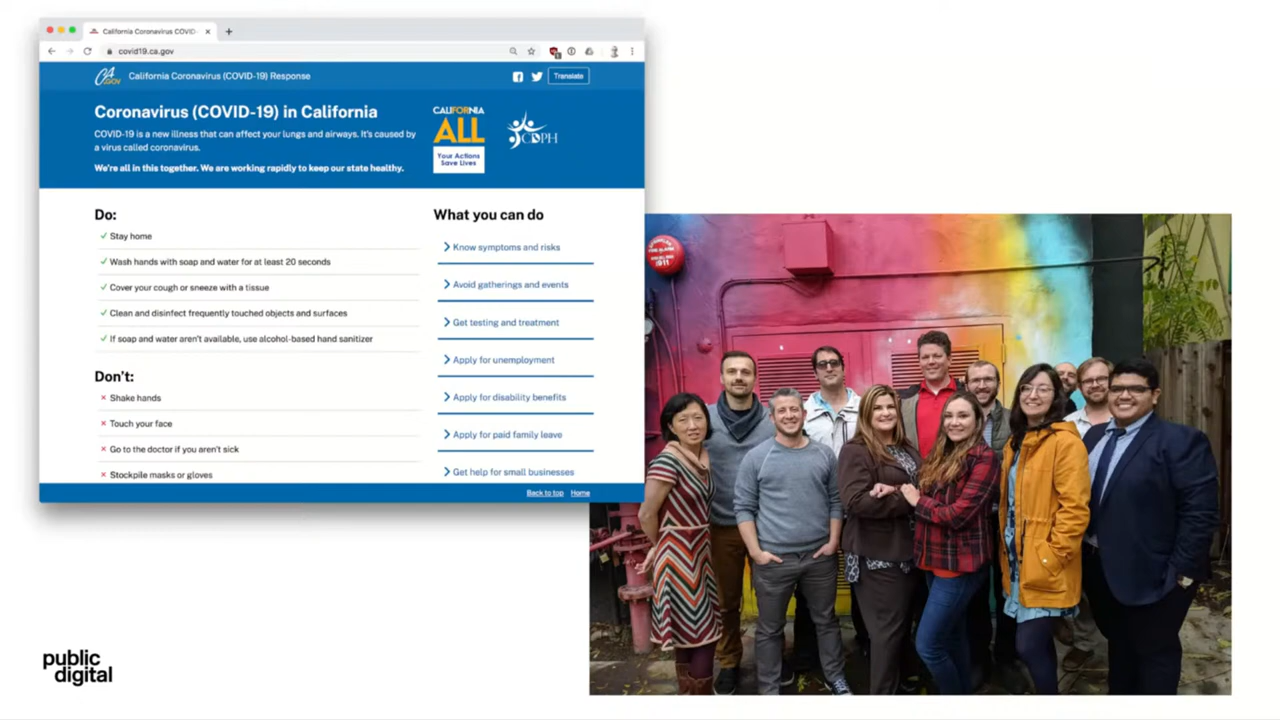 California Coronavirus COVID-
covid19.ca.gov
CA.GOV
California Coronavirus (COVID-19) Response
Translate
Coronavirus (COVID-19) in California
COVID-19 is a new illness that can affect your lungs and airways. It's caused by
a virus called coronavirus.
We're all in this together. We are working rapidly to keep our state healthy.
CALIFORNIA
ALL
Your Actions
Save Lives
CDPH
Do:
Stay home
Wash hands with soap and water for at least 20 seconds
Cover your cough or sneeze with a tissue
Clean and disinfect frequently touched objects and surfaces
If soap and water aren't available, use alcohol-based hand sanitizer
Don't:
Shake hands
Touch your face
Go to the doctor if you aren't sick
Stockpile masks or gloves
What you can do
Know symptoms and risks
Avoid gatherings and events
Get testing and treatment
Apply for unemployment
Apply for disability benefits
Apply for paid family leave
Get help for small businesses
Back to top Home
911
public
digital